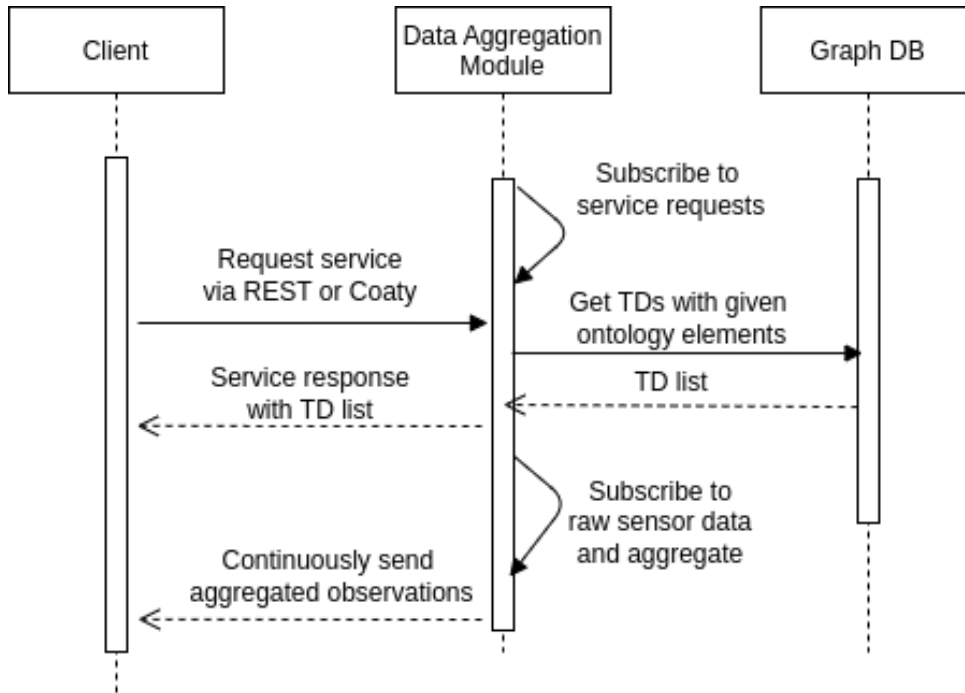 Client
Data Aggregation
Module
Graph DB
Subscribe to
service requests
Request service
via REST or Coaty
Get TDs with given
ontology elements
Service response
with TD list
TD list
Subscribe to
raw sensor data
and aggregate
Continuously send
aggregated observations